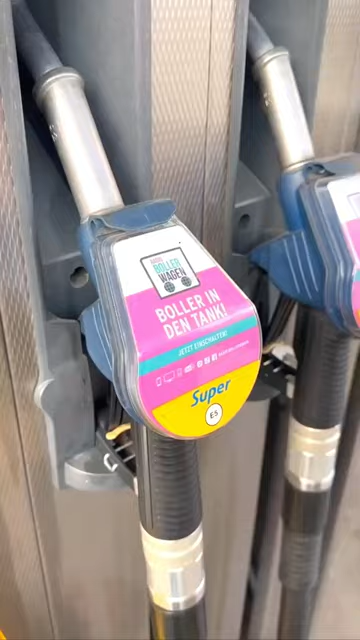 BOLLER
WAGEN
BOLLER IN
DEN TANK!
JETZT EINSCHALTEN!
Super
E5